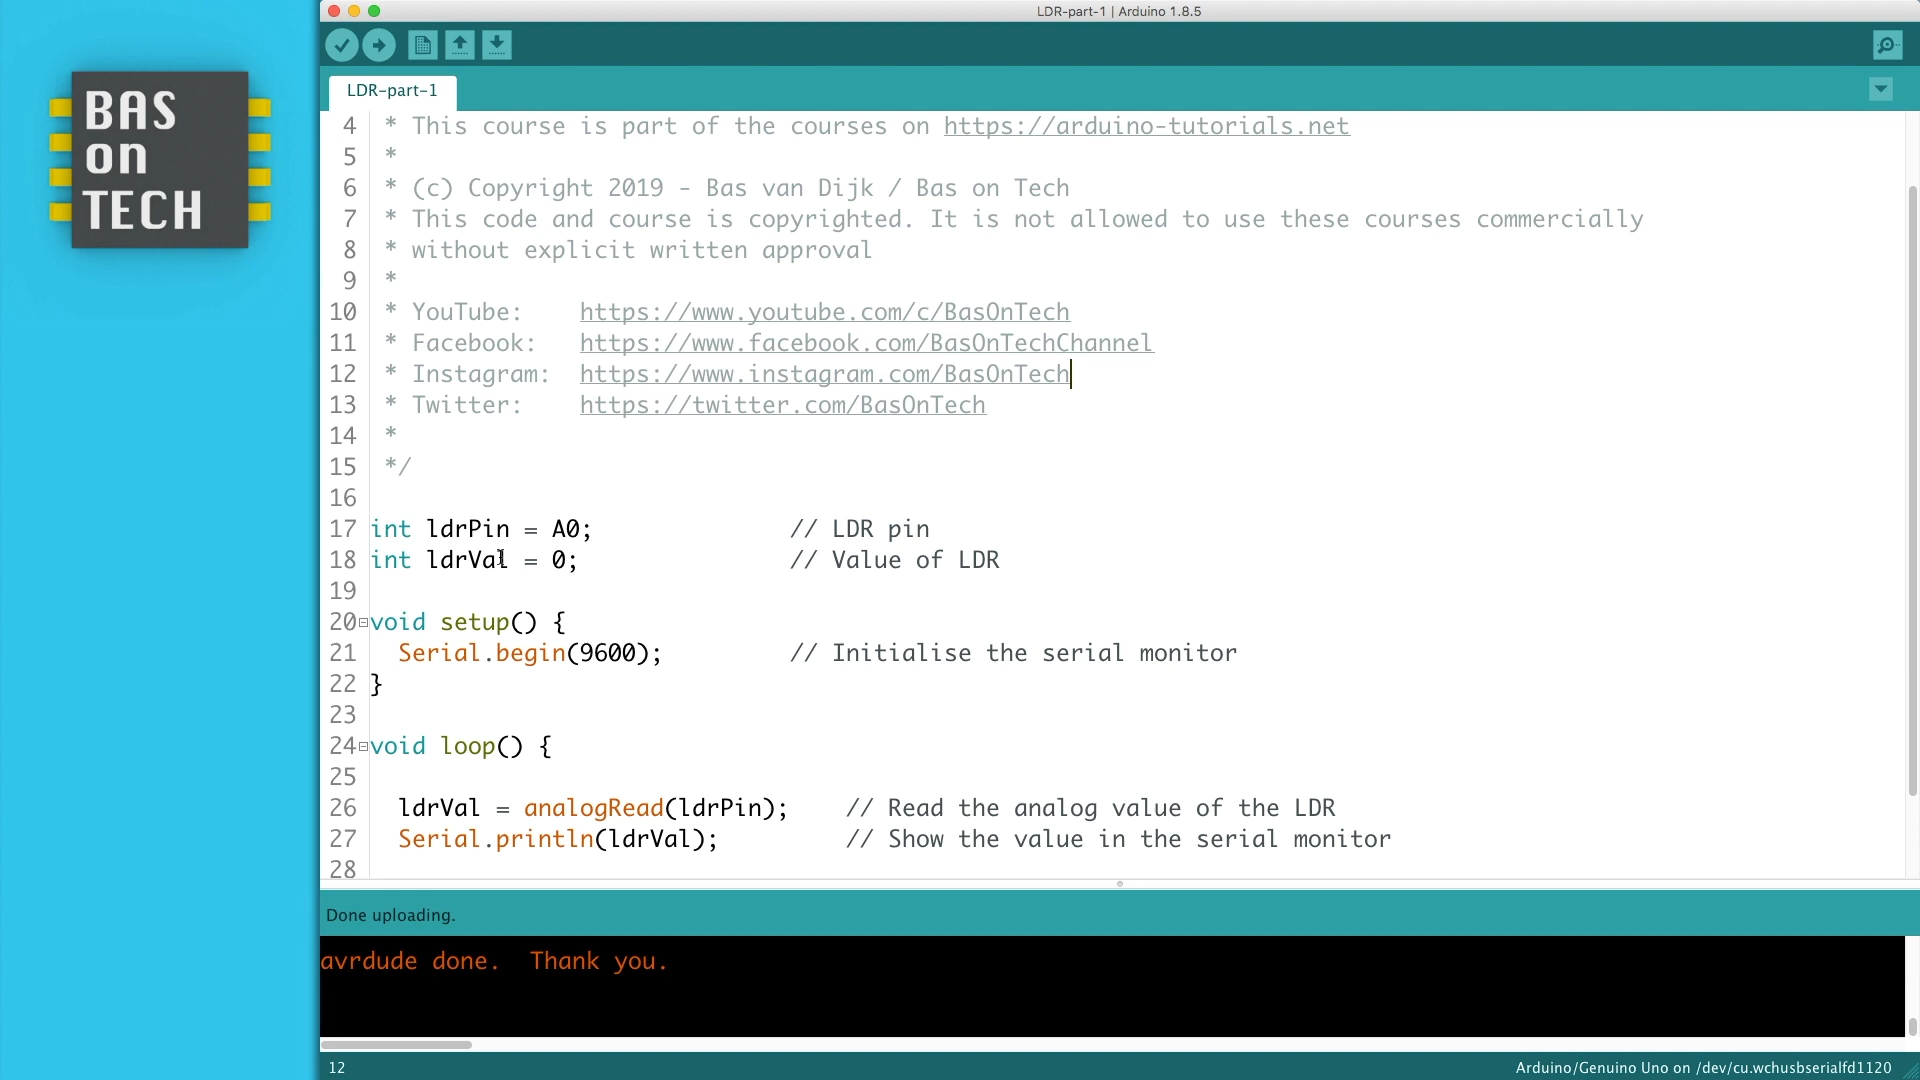 LDR-part-1 | Arduino 1.8.5
BAS
on
TECH
LDR-part-1
4 * This course is part of the courses on https://arduino-tutorials.net
5 *
6 * (c) Copyright 2019 - Bas van Dijk / Bas on Tech
7 * This code and course is copyrighted. It is not allowed to use these courses commercially
8 * without explicit written approval
9 *
10 * YouTube:    https://www.youtube.com/c/BasOnTech
11 * Facebook:   https://www.facebook.com/BasOnTechChannel
12 * Instagram:  https://www.instagram.com/BasOnTech
13 * Twitter:    https://twitter.com/BasOnTech
14 *
15 */
16
17 int ldrPin = A0;              // LDR pin
18 int ldrVal = 0;               // Value of LDR
19
20 void setup() {
21   Serial.begin(9600);         // Initialise the serial monitor
22 }
23
24 void loop() {
25
26   ldrVal = analogRead(ldrPin);    // Read the analog value of the LDR
27   Serial.println(ldrVal);         // Show the value in the serial monitor
28
Done uploading.
avrdude done.  Thank you.
12
Arduino/Genuino Uno on /dev/cu.wchusbserialfd1120